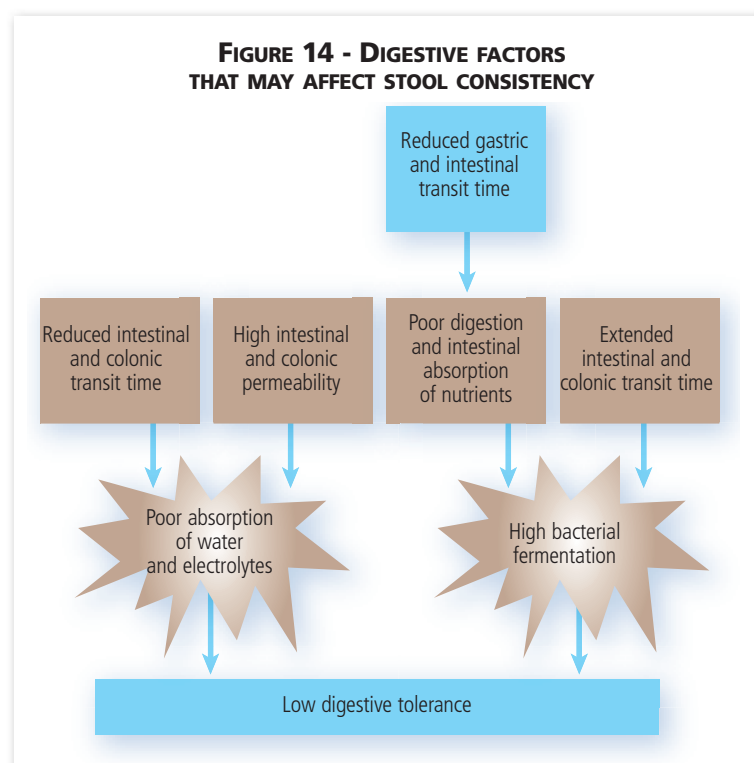 FIGURE 14 - DIGESTIVE FACTORS
THAT MAY AFFECT STOOL CONSISTENCY
Reduced gastric
and intestinal
transit time
Reduced intestinal
and colonic
transit time
High intestinal
and colonic
permeability
Poor digestion
and intestinal
absorption
of nutrients
Extended
intestinal and
colonic transit time
Poor absorption
of water
and electrolytes
High bacterial
fermentation
Low digestive tolerance